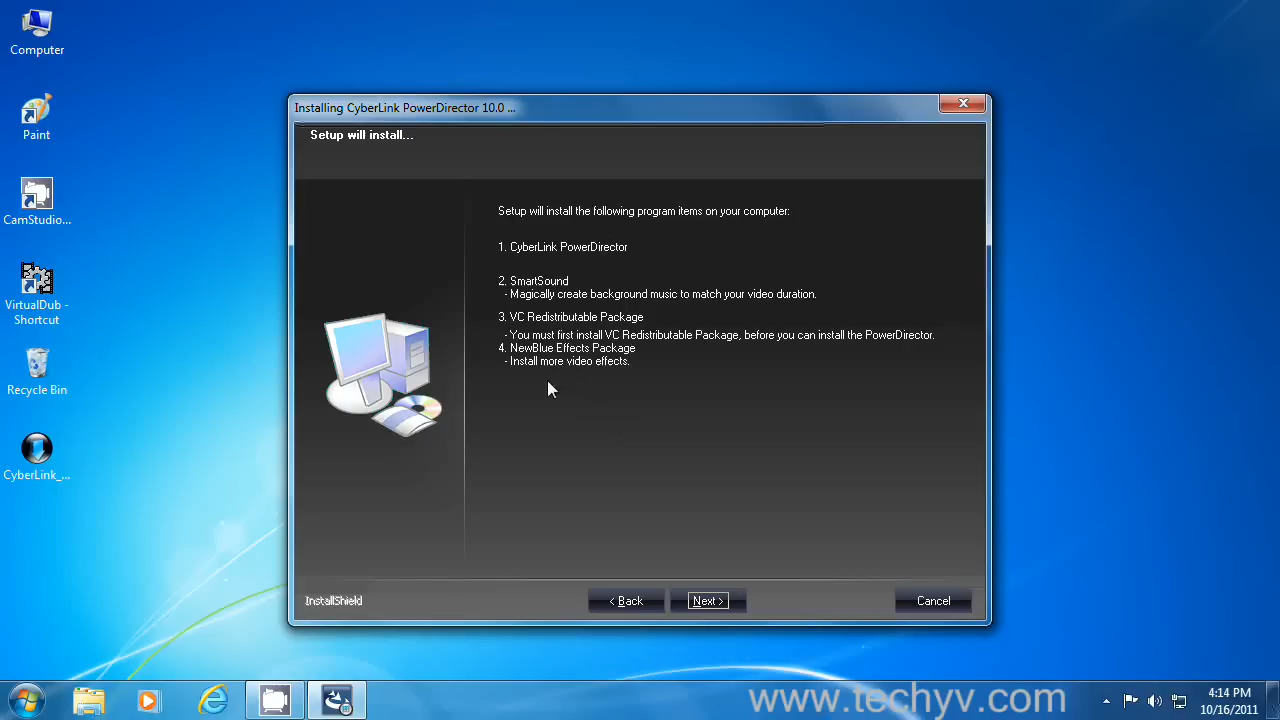 Computer
Paint
CamStudio...
VirtualDub -
Shortcut
Recycle Bin
CyberLink_...
Installing CyberLink PowerDirector 10.0 ...
Setup will install...
Setup will install the following program items on your computer:
1. CyberLink PowerDirector
2. SmartSound
- Magically create background music to match your video duration.
3. VC Redistributable Package
- You must first install VC Redistributable Package, before you can install the PowerDirector.
4. NewBlue Effects Package
- Install more video effects.
InstallShield
< Back
Next >
Cancel
www.techyv.com
4:14 PM
10/16/2011